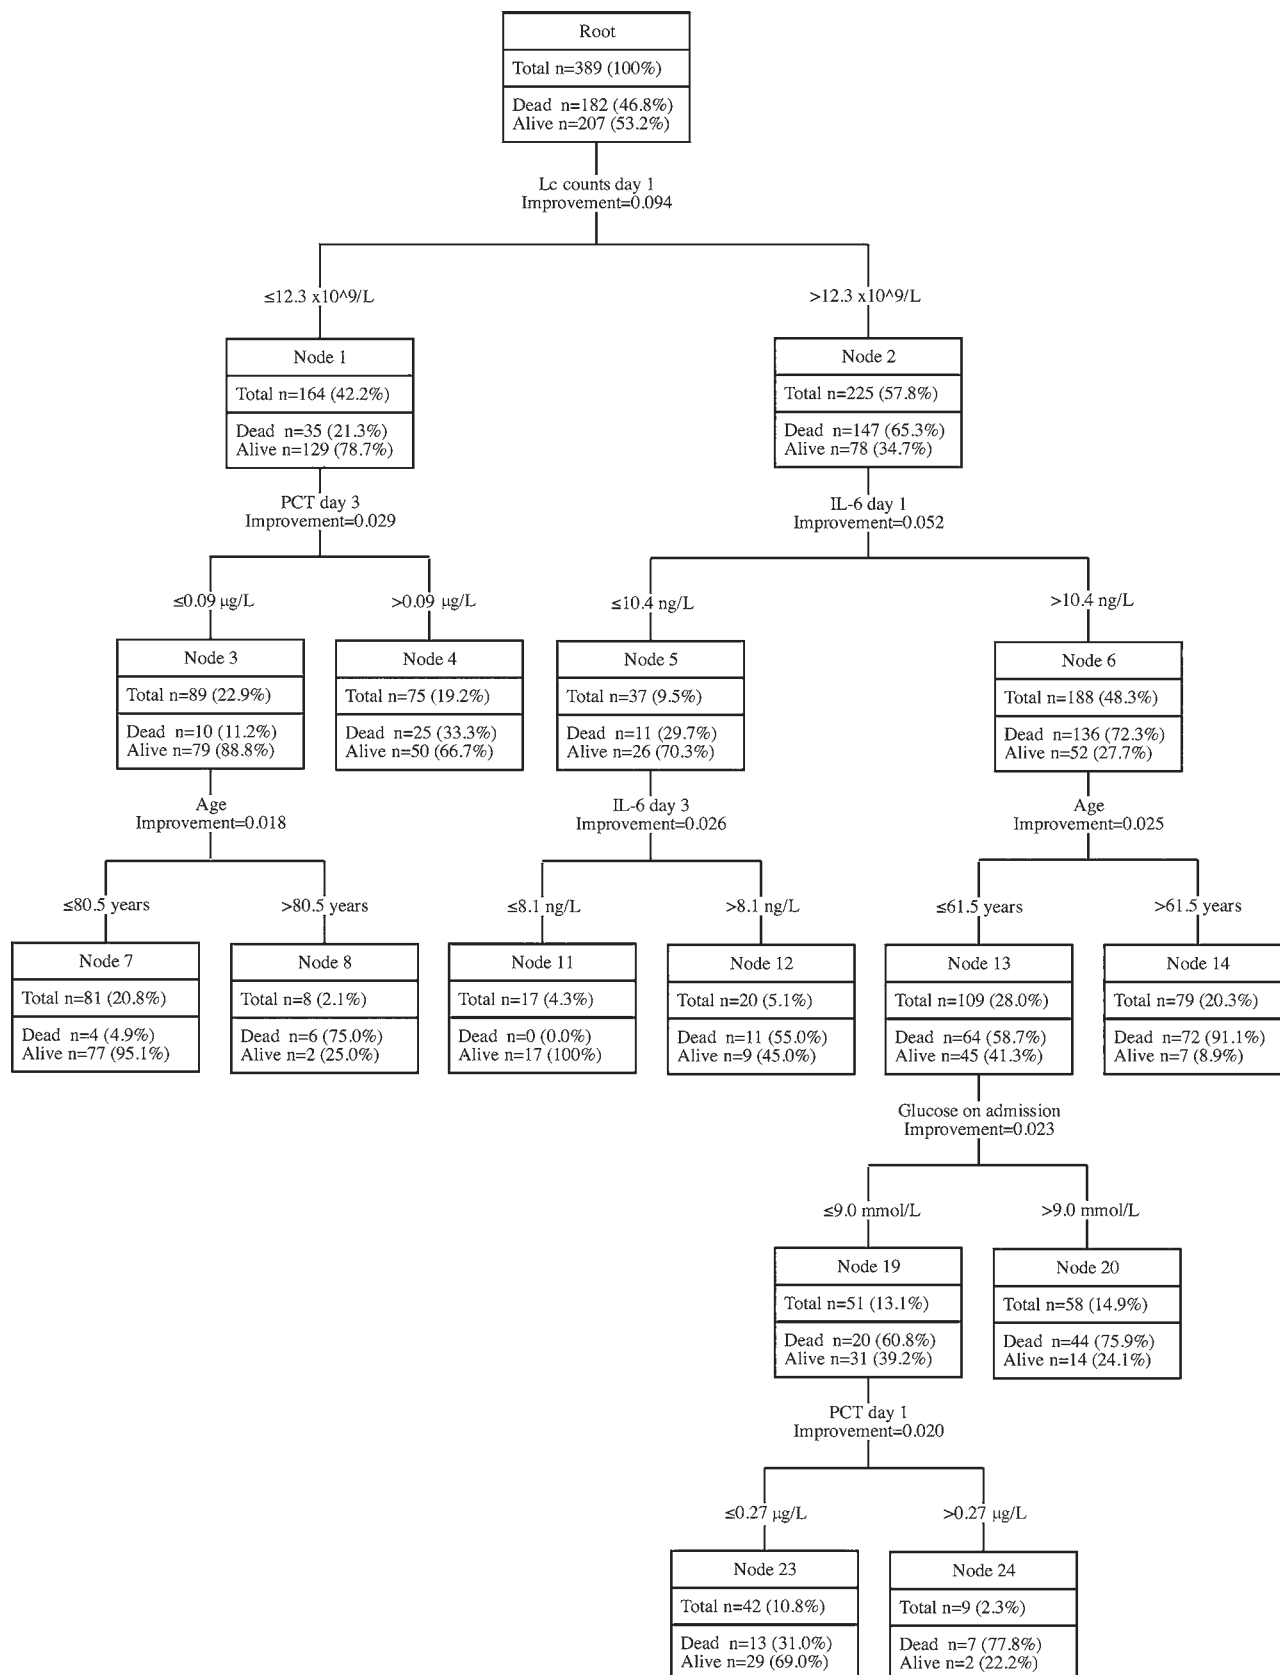 Root
Total n=389 (100%)
Dead n=182 (46.8%)
Alive n=207 (53.2%)
Lc counts day 1
Improvement=0.094
≤12.3 x10^9/L
>12.3 x10^9/L
Node 1
Total n=164 (42.2%)
Dead n=35 (21.3%)
Alive n=129 (78.7%)
Node 2
Total n=225 (57.8%)
Dead n=147 (65.3%)
Alive n=78 (34.7%)
PCT day 3
Improvement=0.029
IL-6 day 1
Improvement=0.052
≤0.09 µg/L
>0.09 µg/L
≤10.4 ng/L
>10.4 ng/L
Node 3
Total n=89 (22.9%)
Dead n=10 (11.2%)
Alive n=79 (88.8%)
Node 4
Total n=75 (19.2%)
Dead n=25 (33.3%)
Alive n=50 (66.7%)
Node 5
Total n=37 (9.5%)
Dead n=11 (29.7%)
Alive n=26 (70.3%)
Node 6
Total n=188 (48.3%)
Dead n=136 (72.3%)
Alive n=52 (27.7%)
Age
Improvement=0.018
IL-6 day 3
Improvement=0.026
Age
Improvement=0.025
≤80.5 years
>80.5 years
≤8.1 ng/L
>8.1 ng/L
≤61.5 years
>61.5 years
Node 7
Total n=81 (20.8%)
Dead n=4 (4.9%)
Alive n=77 (95.1%)
Node 8
Total n=8 (2.1%)
Dead n=6 (75.0%)
Alive n=2 (25.0%)
Node 11
Total n=17 (4.3%)
Dead n=0 (0.0%)
Alive n=17 (100%)
Node 12
Total n=20 (5.1%)
Dead n=11 (55.0%)
Alive n=9 (45.0%)
Node 13
Total n=109 (28.0%)
Dead n=64 (58.7%)
Alive n=45 (41.3%)
Node 14
Total n=79 (20.3%)
Dead n=72 (91.1%)
Alive n=7 (8.9%)
Glucose on admission
Improvement=0.023
≤9.0 mmol/L
>9.0 mmol/L
Node 19
Total n=51 (13.1%)
Dead n=20 (60.8%)
Alive n=31 (39.2%)
Node 20
Total n=58 (14.9%)
Dead n=44 (75.9%)
Alive n=14 (24.1%)
PCT day 1
Improvement=0.020
≤0.27 µg/L
>0.27 µg/L
Node 23
Total n=42 (10.8%)
Dead n=13 (31.0%)
Alive n=29 (69.0%)
Node 24
Total n=9 (2.3%)
Dead n=7 (77.8%)
Alive n=2 (22.2%)